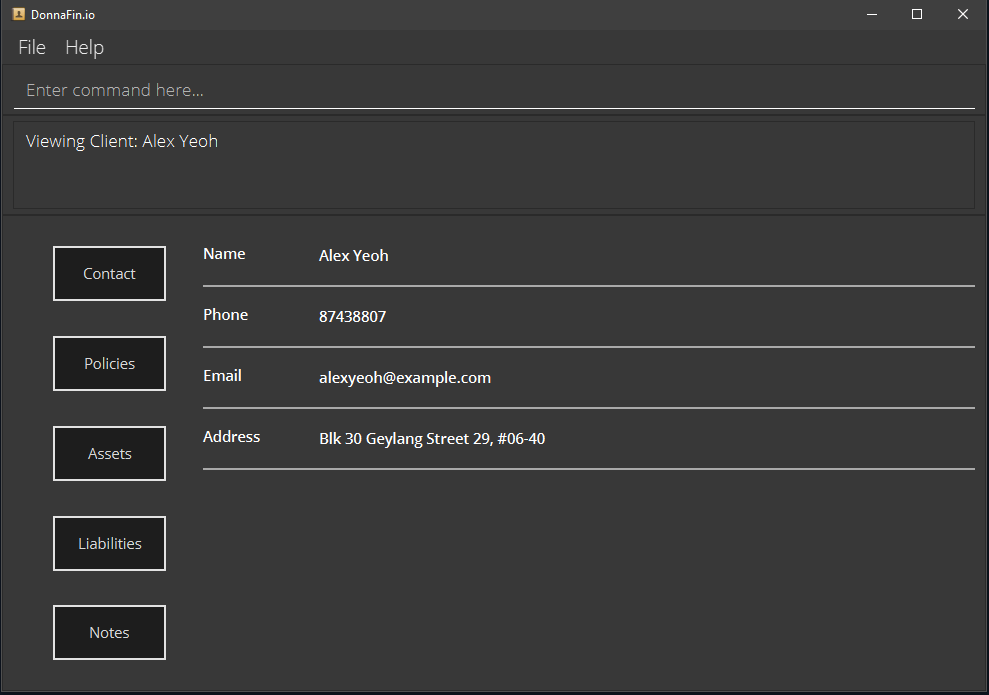 DonnaFin.io
File Help
Enter command here...
Viewing Client: Alex Yeoh
Contact
Policies
Assets
Liabilities
Notes
Name Alex Yeoh
Phone 87438807
Email alexyeoh@example.com
Address Blk 30 Geylang Street 29, #06-40